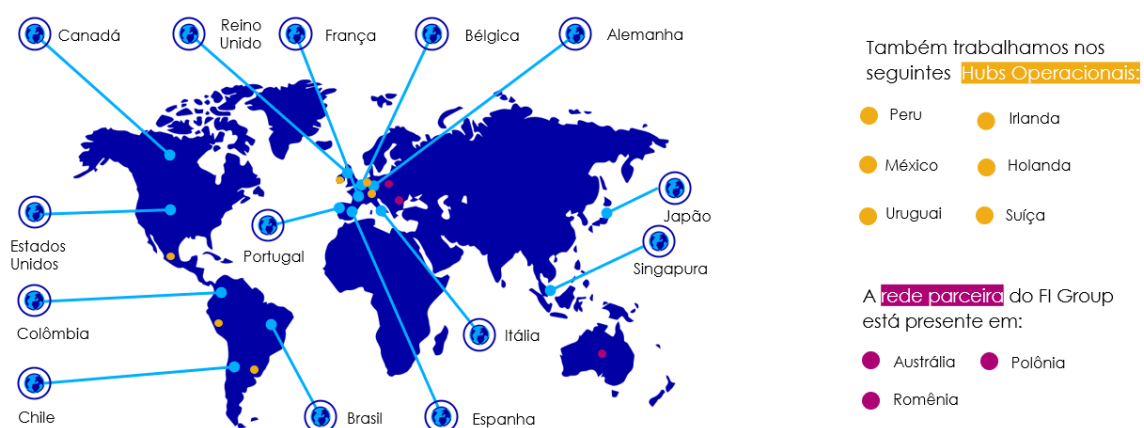 Canadá
Reino
Unido
França
Bélgica
Alemanha
Estados
Unidos
Portugal
Japão
Singapura
Colômbia
Itália
Chile
Brasil
Espanha
Também trabalhamos nos
seguintes Hubs Operacionais:
Peru
Irlanda
México
Holanda
Uruguai
Suíça
A rede parceira do FI Group
está presente em:
Austrália
Polônia
Romênia